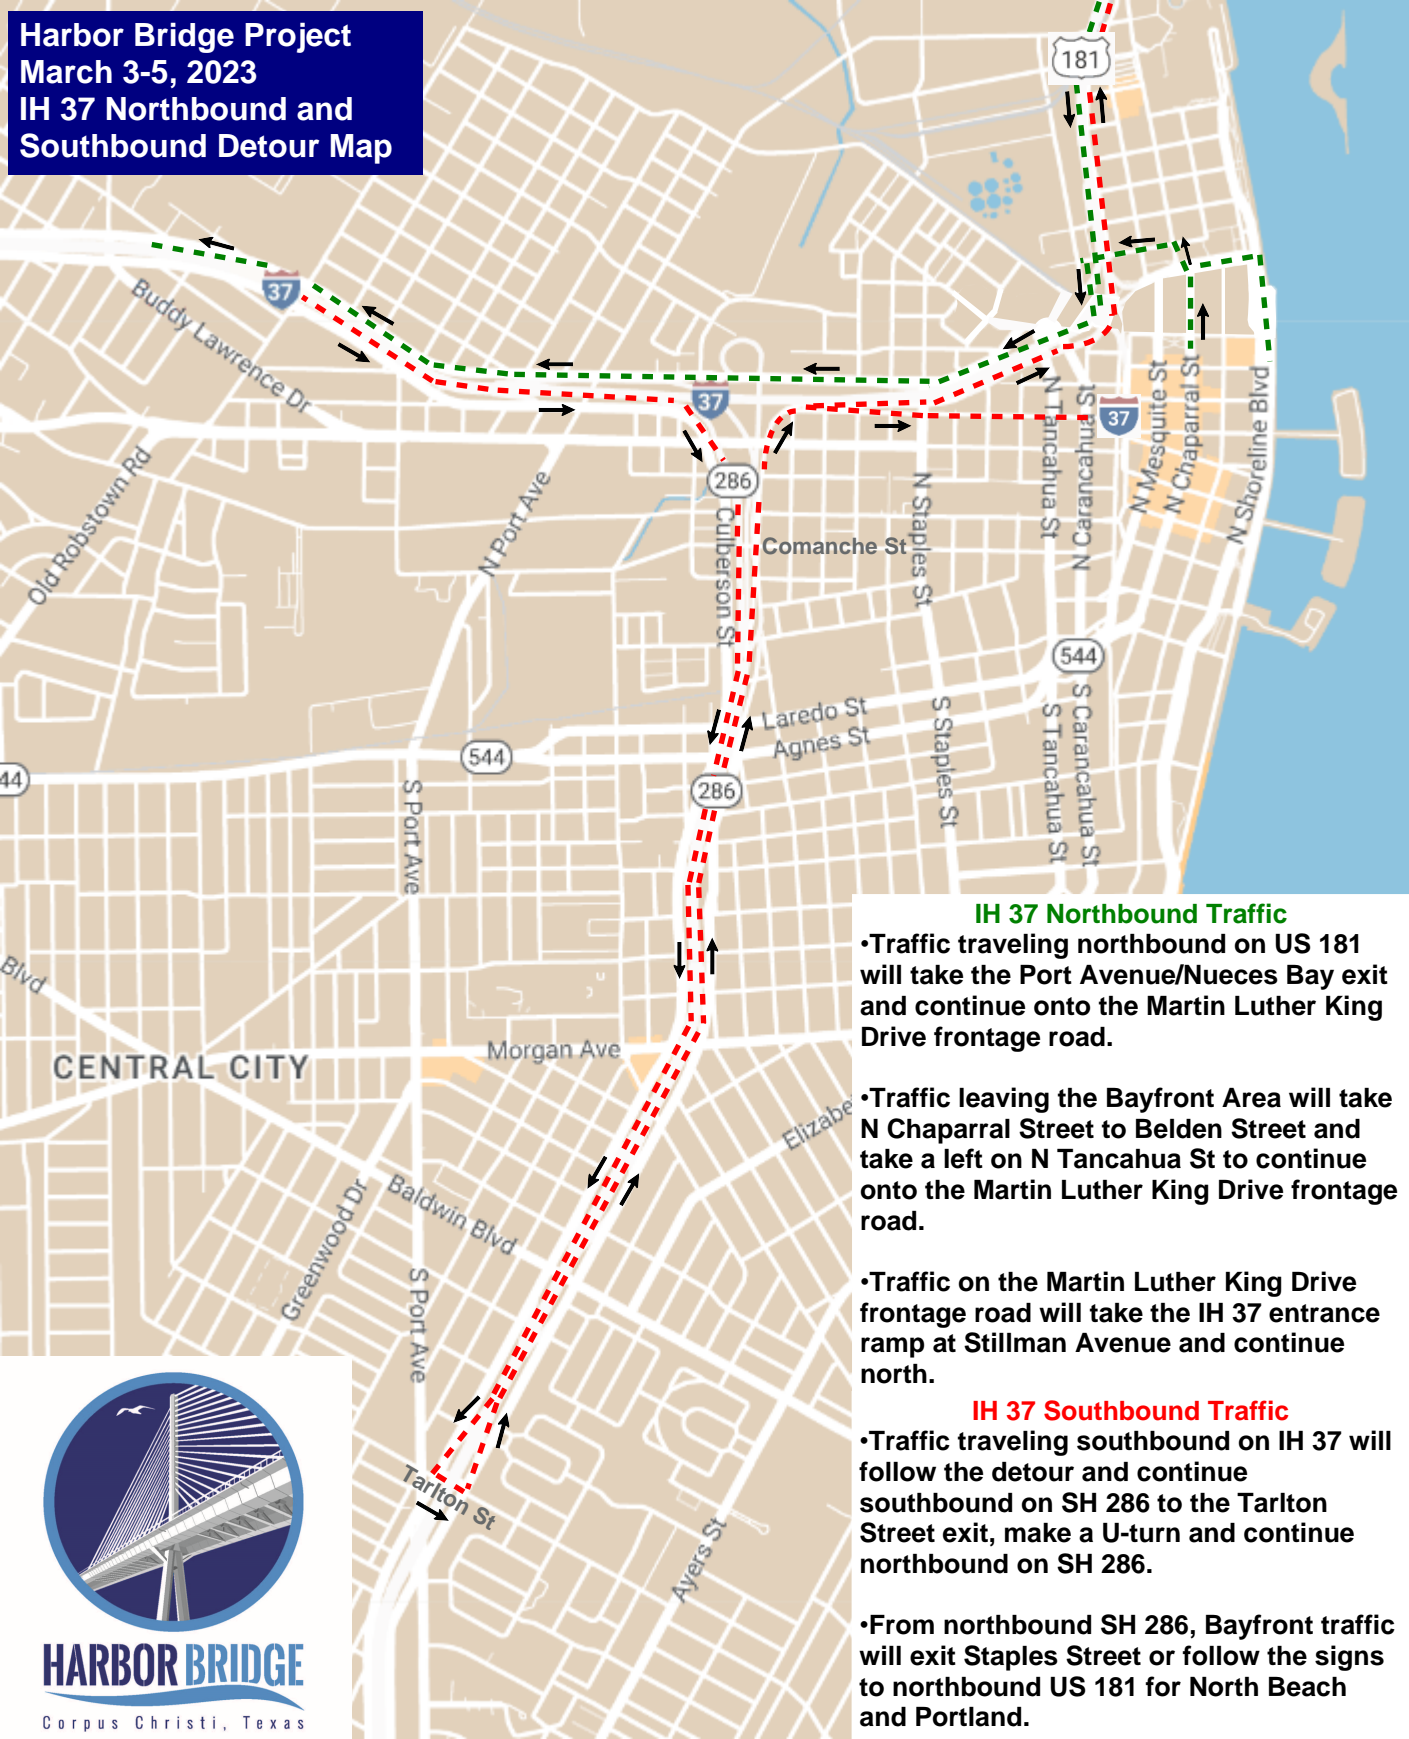 Harbor Bridge Project
March 3-5, 2023
IH 37 Northbound and
Southbound Detour Map
181
37
Buddy Lawrence Dr
37
37
286
Old Robstown Rd
N Port Ave
Culberson St
Comanche St
N Staples St
N Tancahua St
N Carancahua St
N Mesquite St
N Chaparral St
N Shoreline Blvd
544
Laredo St
Agnes St
S Staples St
S Tancahua St
S Carancahua St
544
44
286
S Port Ave
Blvd
CENTRAL CITY
Morgan Ave
Elizabe
Greenwood Dr
Baldwin Blvd
S Port Ave
Tarlton St
Ayers St
IH 37 Northbound Traffic
•Traffic traveling northbound on US 181
will take the Port Avenue/Nueces Bay exit
and continue onto the Martin Luther King
Drive frontage road.
•Traffic leaving the Bayfront Area will take
N Chaparral Street to Belden Street and
take a left on N Tancahua St to continue
onto the Martin Luther King Drive frontage
road.
•Traffic on the Martin Luther King Drive
frontage road will take the IH 37 entrance
ramp at Stillman Avenue and continue
north.
IH 37 Southbound Traffic
•Traffic traveling southbound on IH 37 will
follow the detour and continue
southbound on SH 286 to the Tarlton
Street exit, make a U-turn and continue
northbound on SH 286.
•From northbound SH 286, Bayfront traffic
will exit Staples Street or follow the signs
to northbound US 181 for North Beach
and Portland.
HARBOR BRIDGE
Corpus Christi, Texas